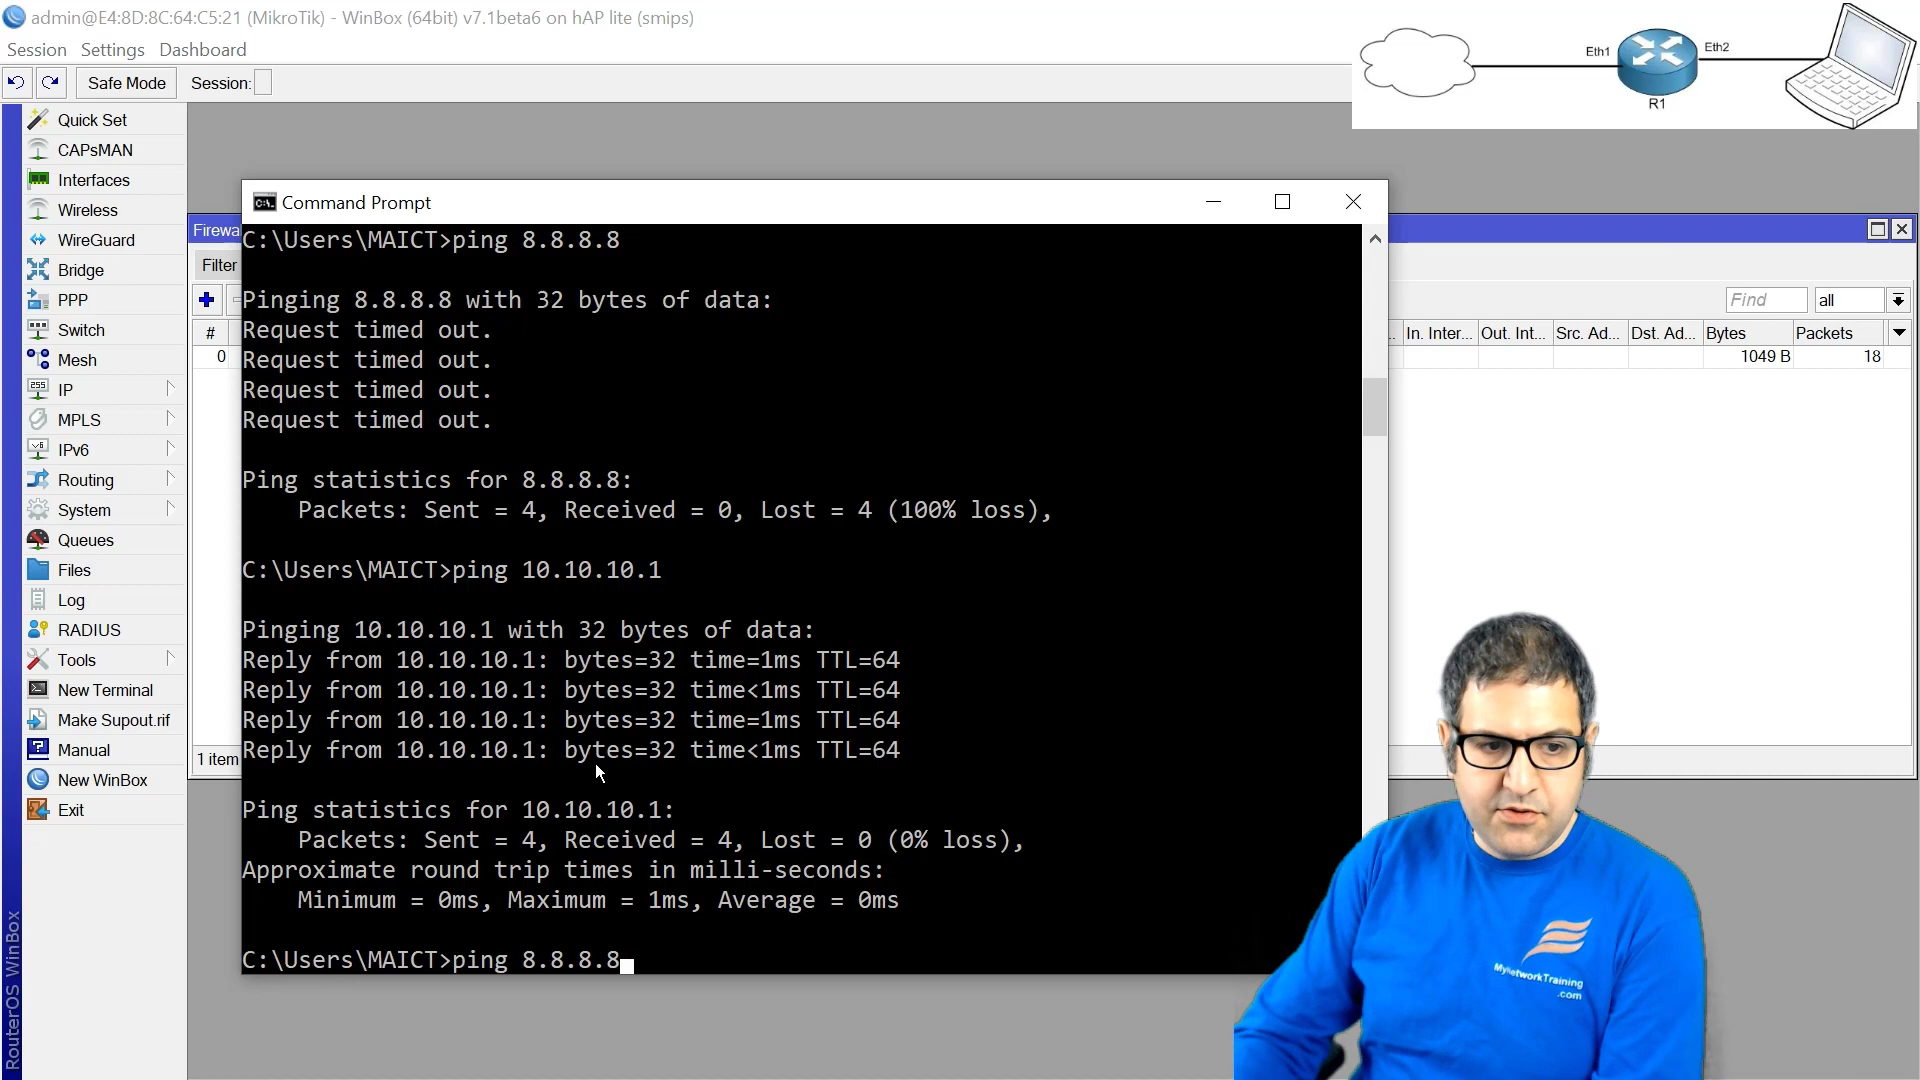 admin@E4:8D:8C:64:C5:21 (MikroTik) - WinBox (64bit) v7.1beta6 on hAP lite (smips)
Session Settings Dashboard
Safe Mode Session:
Eth1 Eth2
R1
Quick Set
CAPsMAN
Interfaces
Wireless
WireGuard
Bridge
PPP
Switch
Mesh
IP
MPLS
IPv6
Routing
System
Queues
Files
Log
RADIUS
Tools
New Terminal
Make Supout.rif
Manual
New WinBox
Exit
RouterOS WinBox
Firewa
Filter
#
0
1 item
Find all
In. Inter... Out. Int... Src. Ad... Dst. Ad... Bytes Packets
1049 B 18
Command Prompt
C:\Users\MAICT>ping 8.8.8.8
Pinging 8.8.8.8 with 32 bytes of data:
Request timed out.
Request timed out.
Request timed out.
Request timed out.
Ping statistics for 8.8.8.8:
Packets: Sent = 4, Received = 0, Lost = 4 (100% loss),
C:\Users\MAICT>ping 10.10.10.1
Pinging 10.10.10.1 with 32 bytes of data:
Reply from 10.10.10.1: bytes=32 time=1ms TTL=64
Reply from 10.10.10.1: bytes=32 time<1ms TTL=64
Reply from 10.10.10.1: bytes=32 time=1ms TTL=64
Reply from 10.10.10.1: bytes=32 time<1ms TTL=64
Ping statistics for 10.10.10.1:
Packets: Sent = 4, Received = 4, Lost = 0 (0% loss),
Approximate round trip times in milli-seconds:
Minimum = 0ms, Maximum = 1ms, Average = 0ms
C:\Users\MAICT>ping 8.8.8.8
MyNetworkTraining
.com